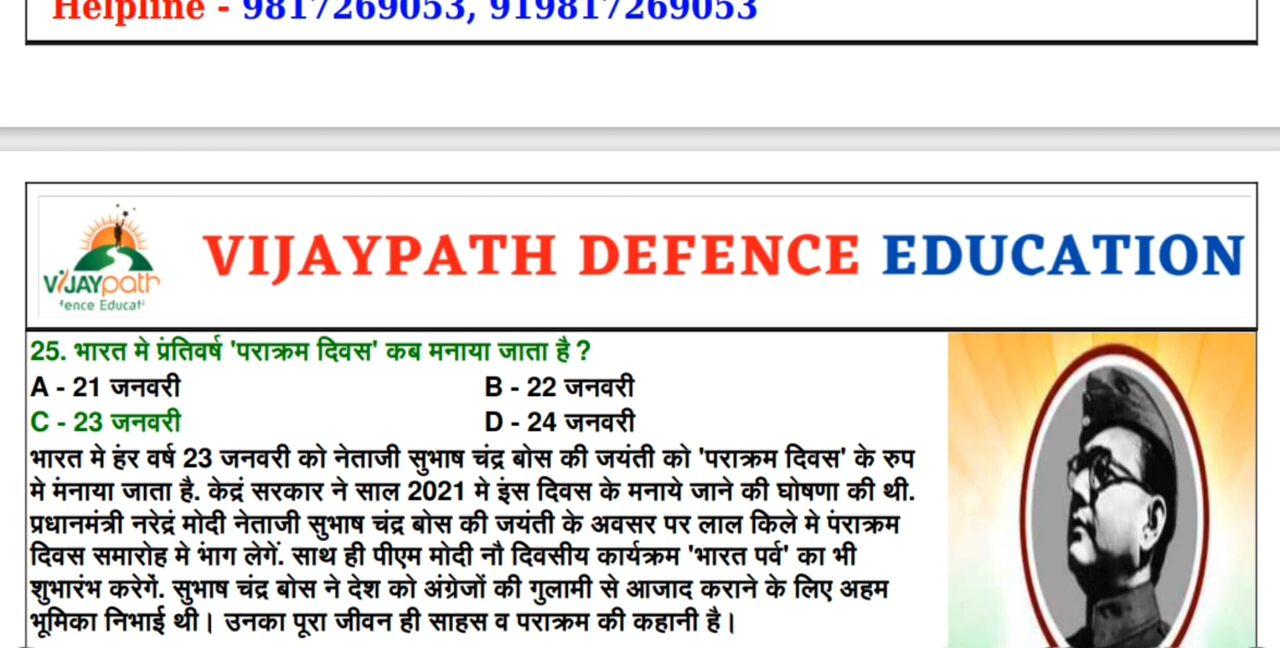 Helpline - 9817269053, 919817269053
VIJAYPATH DEFENCE EDUCATION
ViJAYpath
fence Educati
25. भारत मे प्रंतिवर्ष 'पराक्रम दिवस' कब मनाया जाता है ?
A - 21 जनवरी B - 22 जनवरी
C - 23 जनवरी D - 24 जनवरी
भारत मे हंर वर्ष 23 जनवरी को नेताजी सुभाष चंद्र बोस की जयंती को 'पराक्रम दिवस' के रुप
मे मंनाया जाता है. केद्रं सरकार ने साल 2021 मे इंस दिवस के मनाये जाने की घोषणा की थी.
प्रधानमंत्री नरेद्रं मोदी नेताजी सुभाष चंद्र बोस की जयंती के अवसर पर लाल किले मे पंराक्रम
दिवस समारोह मे भंाग लेगें. साथ ही पीएम मोदी नौ दिवसीय कार्यक्रम 'भारत पर्व' का भी
शुभारंभ करेगें. सुभाष चंद्र बोस ने देश को अंग्रेजों की गुलामी से आजाद कराने के लिए अहम
भूमिका निभाई थी। उनका पूरा जीवन ही साहस व पराक्रम की कहानी है।